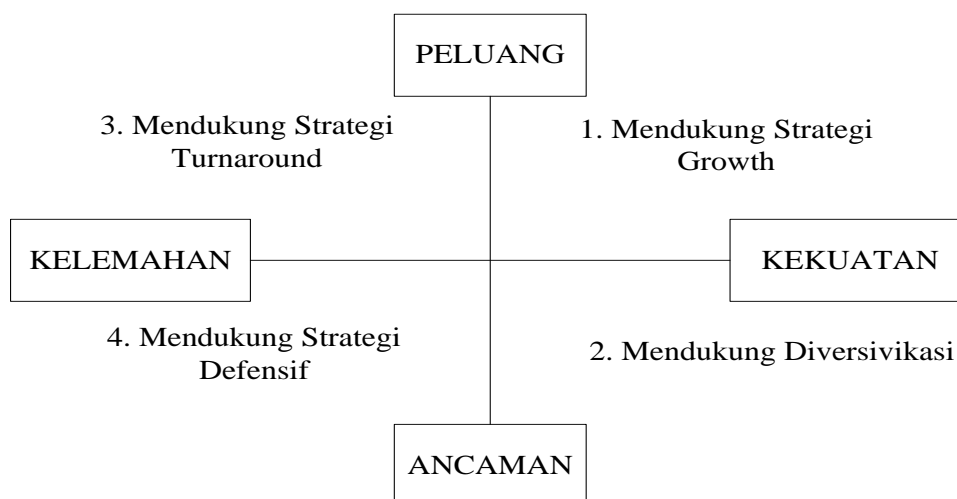 PELUANG
3. Mendukung Strategi
Turnaround
1. Mendukung Strategi
Growth
KELEMAHAN
KEKUATAN
4. Mendukung Strategi
Defensif
2. Mendukung Diversivikasi
ANCAMAN